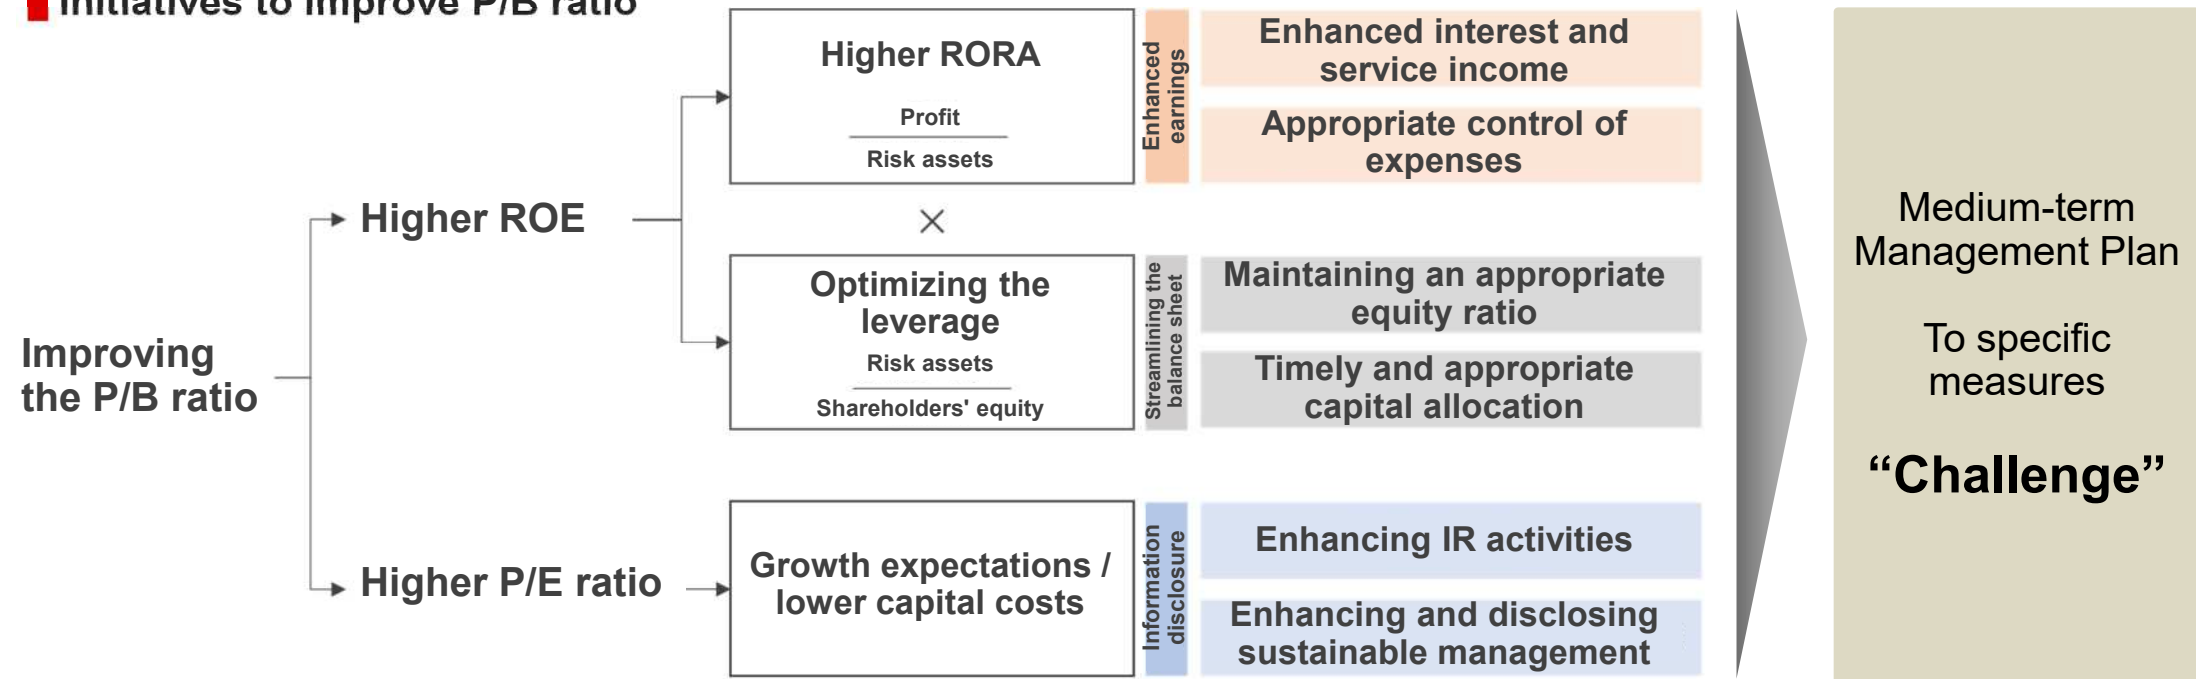 Initiatives to improve P/B ratio
Improving
the P/B ratio
Higher ROE
Higher RORA
Profit
Risk assets
×
Optimizing the
leverage
Risk assets
Shareholders' equity
Enhanced
earnings
Enhanced interest and
service income
Appropriate control of
expenses
Streamlining the
balance sheet
Maintaining an appropriate
equity ratio
Timely and appropriate
capital allocation
Higher P/E ratio
Growth expectations /
lower capital costs
Information
disclosure
Enhancing IR activities
Enhancing and disclosing
sustainable management
Medium-term
Management Plan
To specific
measures
“Challenge”